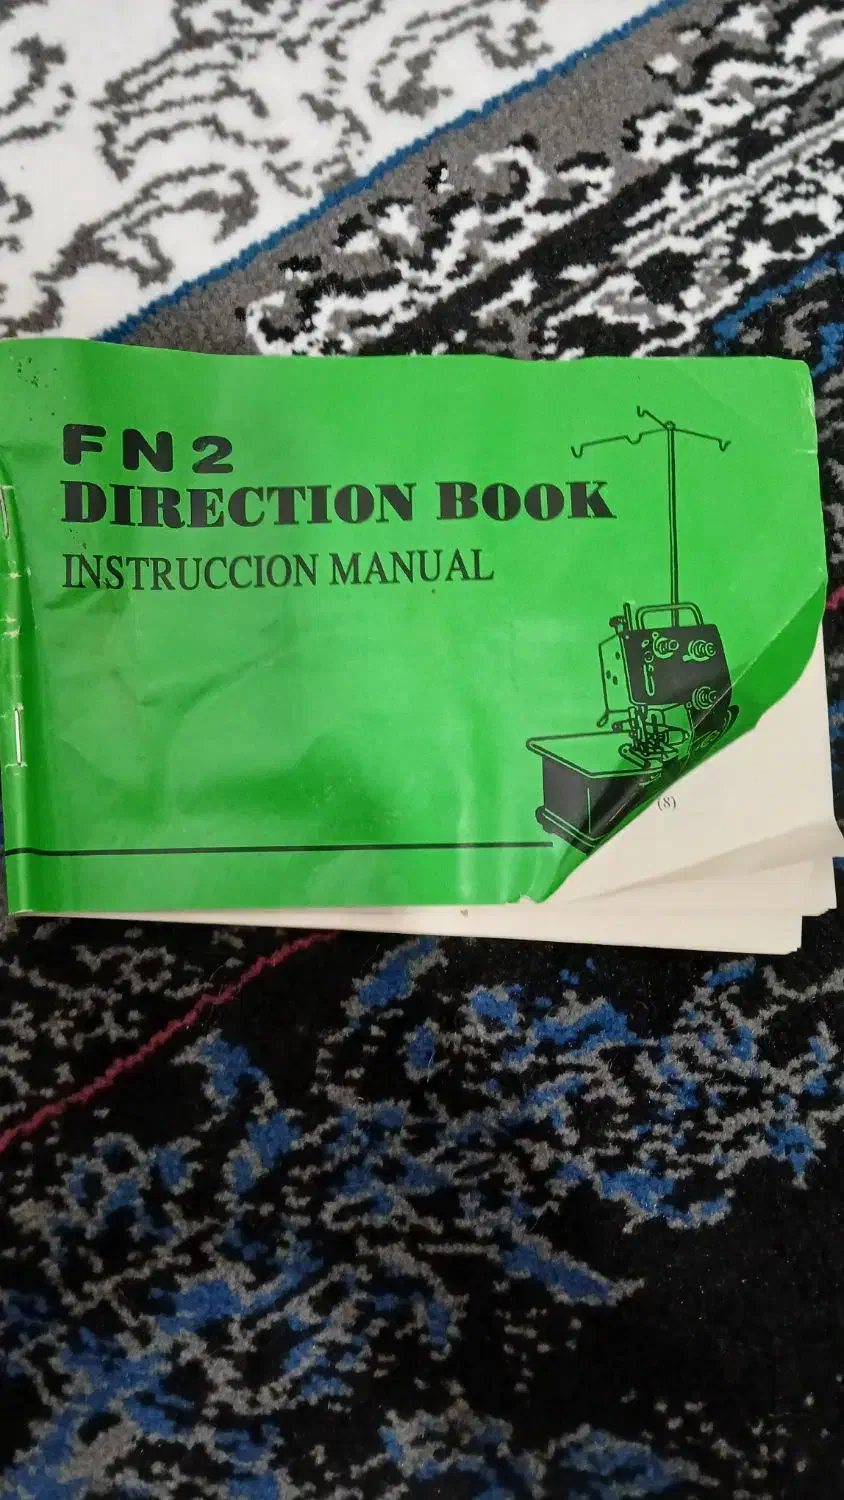 FN2
DIRECTION BOOK
INSTRUCCION MANUAL
(8)